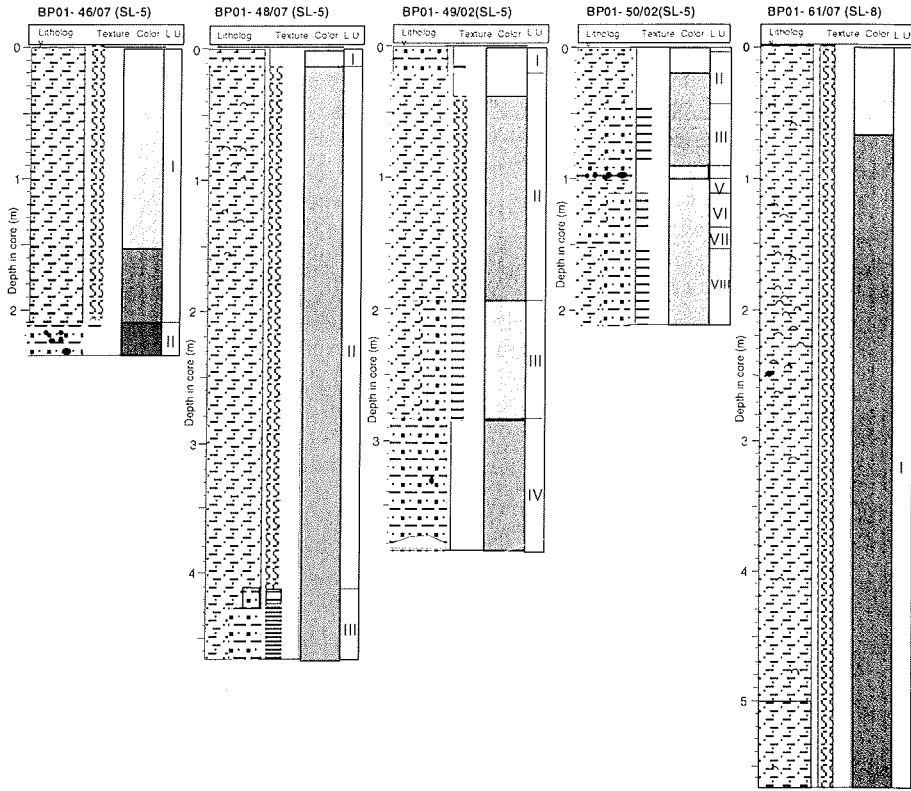 BP01- 46/07 (SL-5)
Litholog Texture Color L U
0
1
2
Depth in core (m)
I
II
BP01- 48/07 (SL-5)
Litholog Texture Color L U
0
1
2
3
4
Depth in core (m)
I
II
III
BP01- 49/02(SL-5)
Litholog Texture Color L U
0
1
2
3
Depth in core (m)
I
II
III
IV
BP01- 50/02(SL-5)
Litholog Texture Color L U
0
1
2
Depth in core (m)
II
III
V
VI
VII
VIII
BP01- 61/07 (SL-8)
Litholog Texture Color L U
0
1
2
3
4
5
Depth in core (m)
I